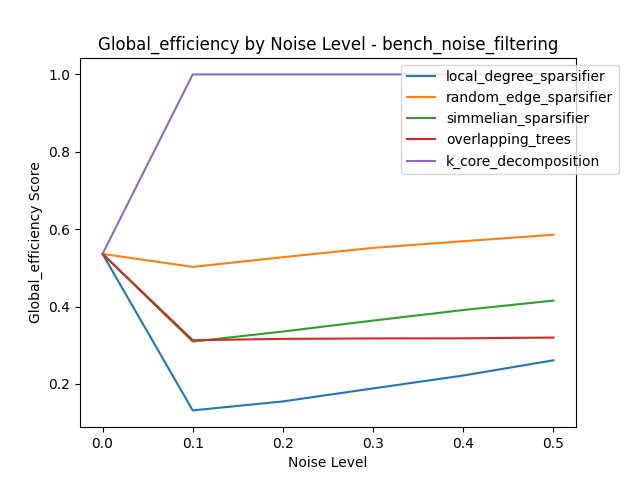 Global_efficiency by Noise Level - bench_noise_filtering
local_degree_sparsifier
random_edge_sparsifier
simmelian_sparsifier
overlapping_trees
k_core_decomposition
Global_efficiency Score
1.0
0.8
0.6
0.4
0.2
0.0 0.1 0.2 0.3 0.4 0.5
Noise Level